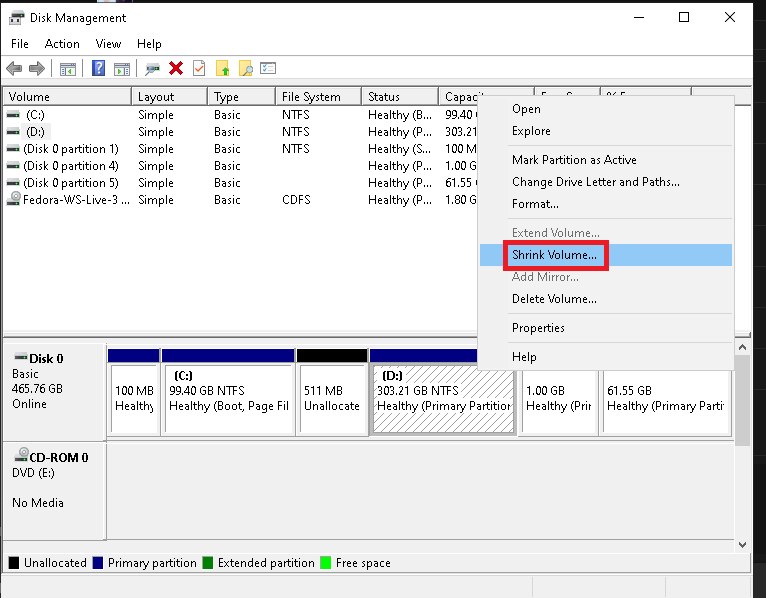 Disk Management
File Action View Help
Volume Layout Type File System Status
(C:) Simple Basic NTFS Healthy (B... 99.40
(D:) Simple Basic NTFS Healthy (P... 303.21
(Disk 0 partition 1) Simple Basic NTFS Healthy (S... 100 M
(Disk 0 partition 4) Simple Basic Healthy (P... 1.00 G
(Disk 0 partition 5) Simple Basic Healthy (P... 61.55
Fedora-WS-Live-3 ... Simple Basic CDFS Healthy (P... 1.80 G
Open
Explore
Mark Partition as Active
Change Drive Letter and Paths...
Format...
Extend Volume...
Shrink Volume...
Add Mirror...
Delete Volume...
Properties
Help
Disk 0
Basic
465.76 GB
Online
100 MB
Healthy
(C:)
99.40 GB NTFS
Healthy (Boot, Page Fil
511 MB
Unallocate
(D:)
303.21 GB NTFS
Healthy (Primary Partition
1.00 GB
Healthy (Pri
61.55 GB
Healthy (Primary Parti
CD-ROM 0
DVD (E:)
No Media
Unallocated Primary partition Extended partition Free space